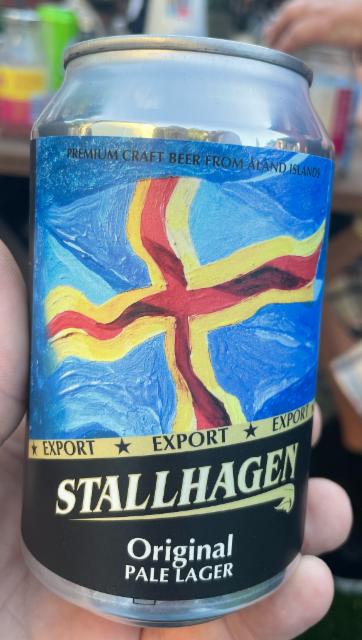 PREMIUM CRAFT BEER FROM ÅLAND ISLANDS
★ EXPORT ★ EXPORT ★ EXPORT ★
STALLHAGEN
Original
PALE LAGER